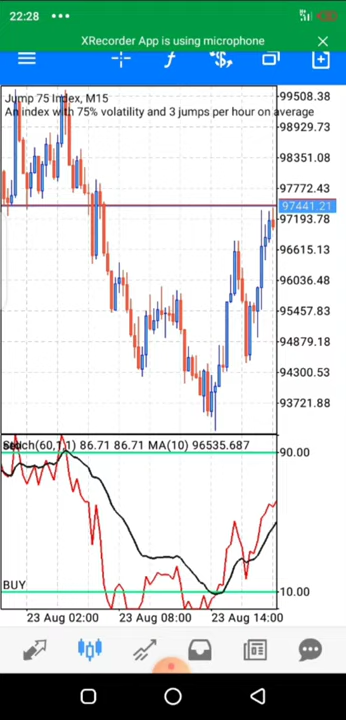 22:28
XRecorder App is using microphone
Jump 75 Index, M15
An index with 75% volatility and 3 jumps per hour on average
99508.38
98929.73
98351.08
97772.43
97441.21
97193.78
96615.13
96036.48
95457.83
94879.18
94300.53
93721.88
Stoch(60,1,1) 86.71 86.71 MA(10) 96535.687
90.00
BUY
10.00
23 Aug 02:00
23 Aug 08:00
23 Aug 14:00